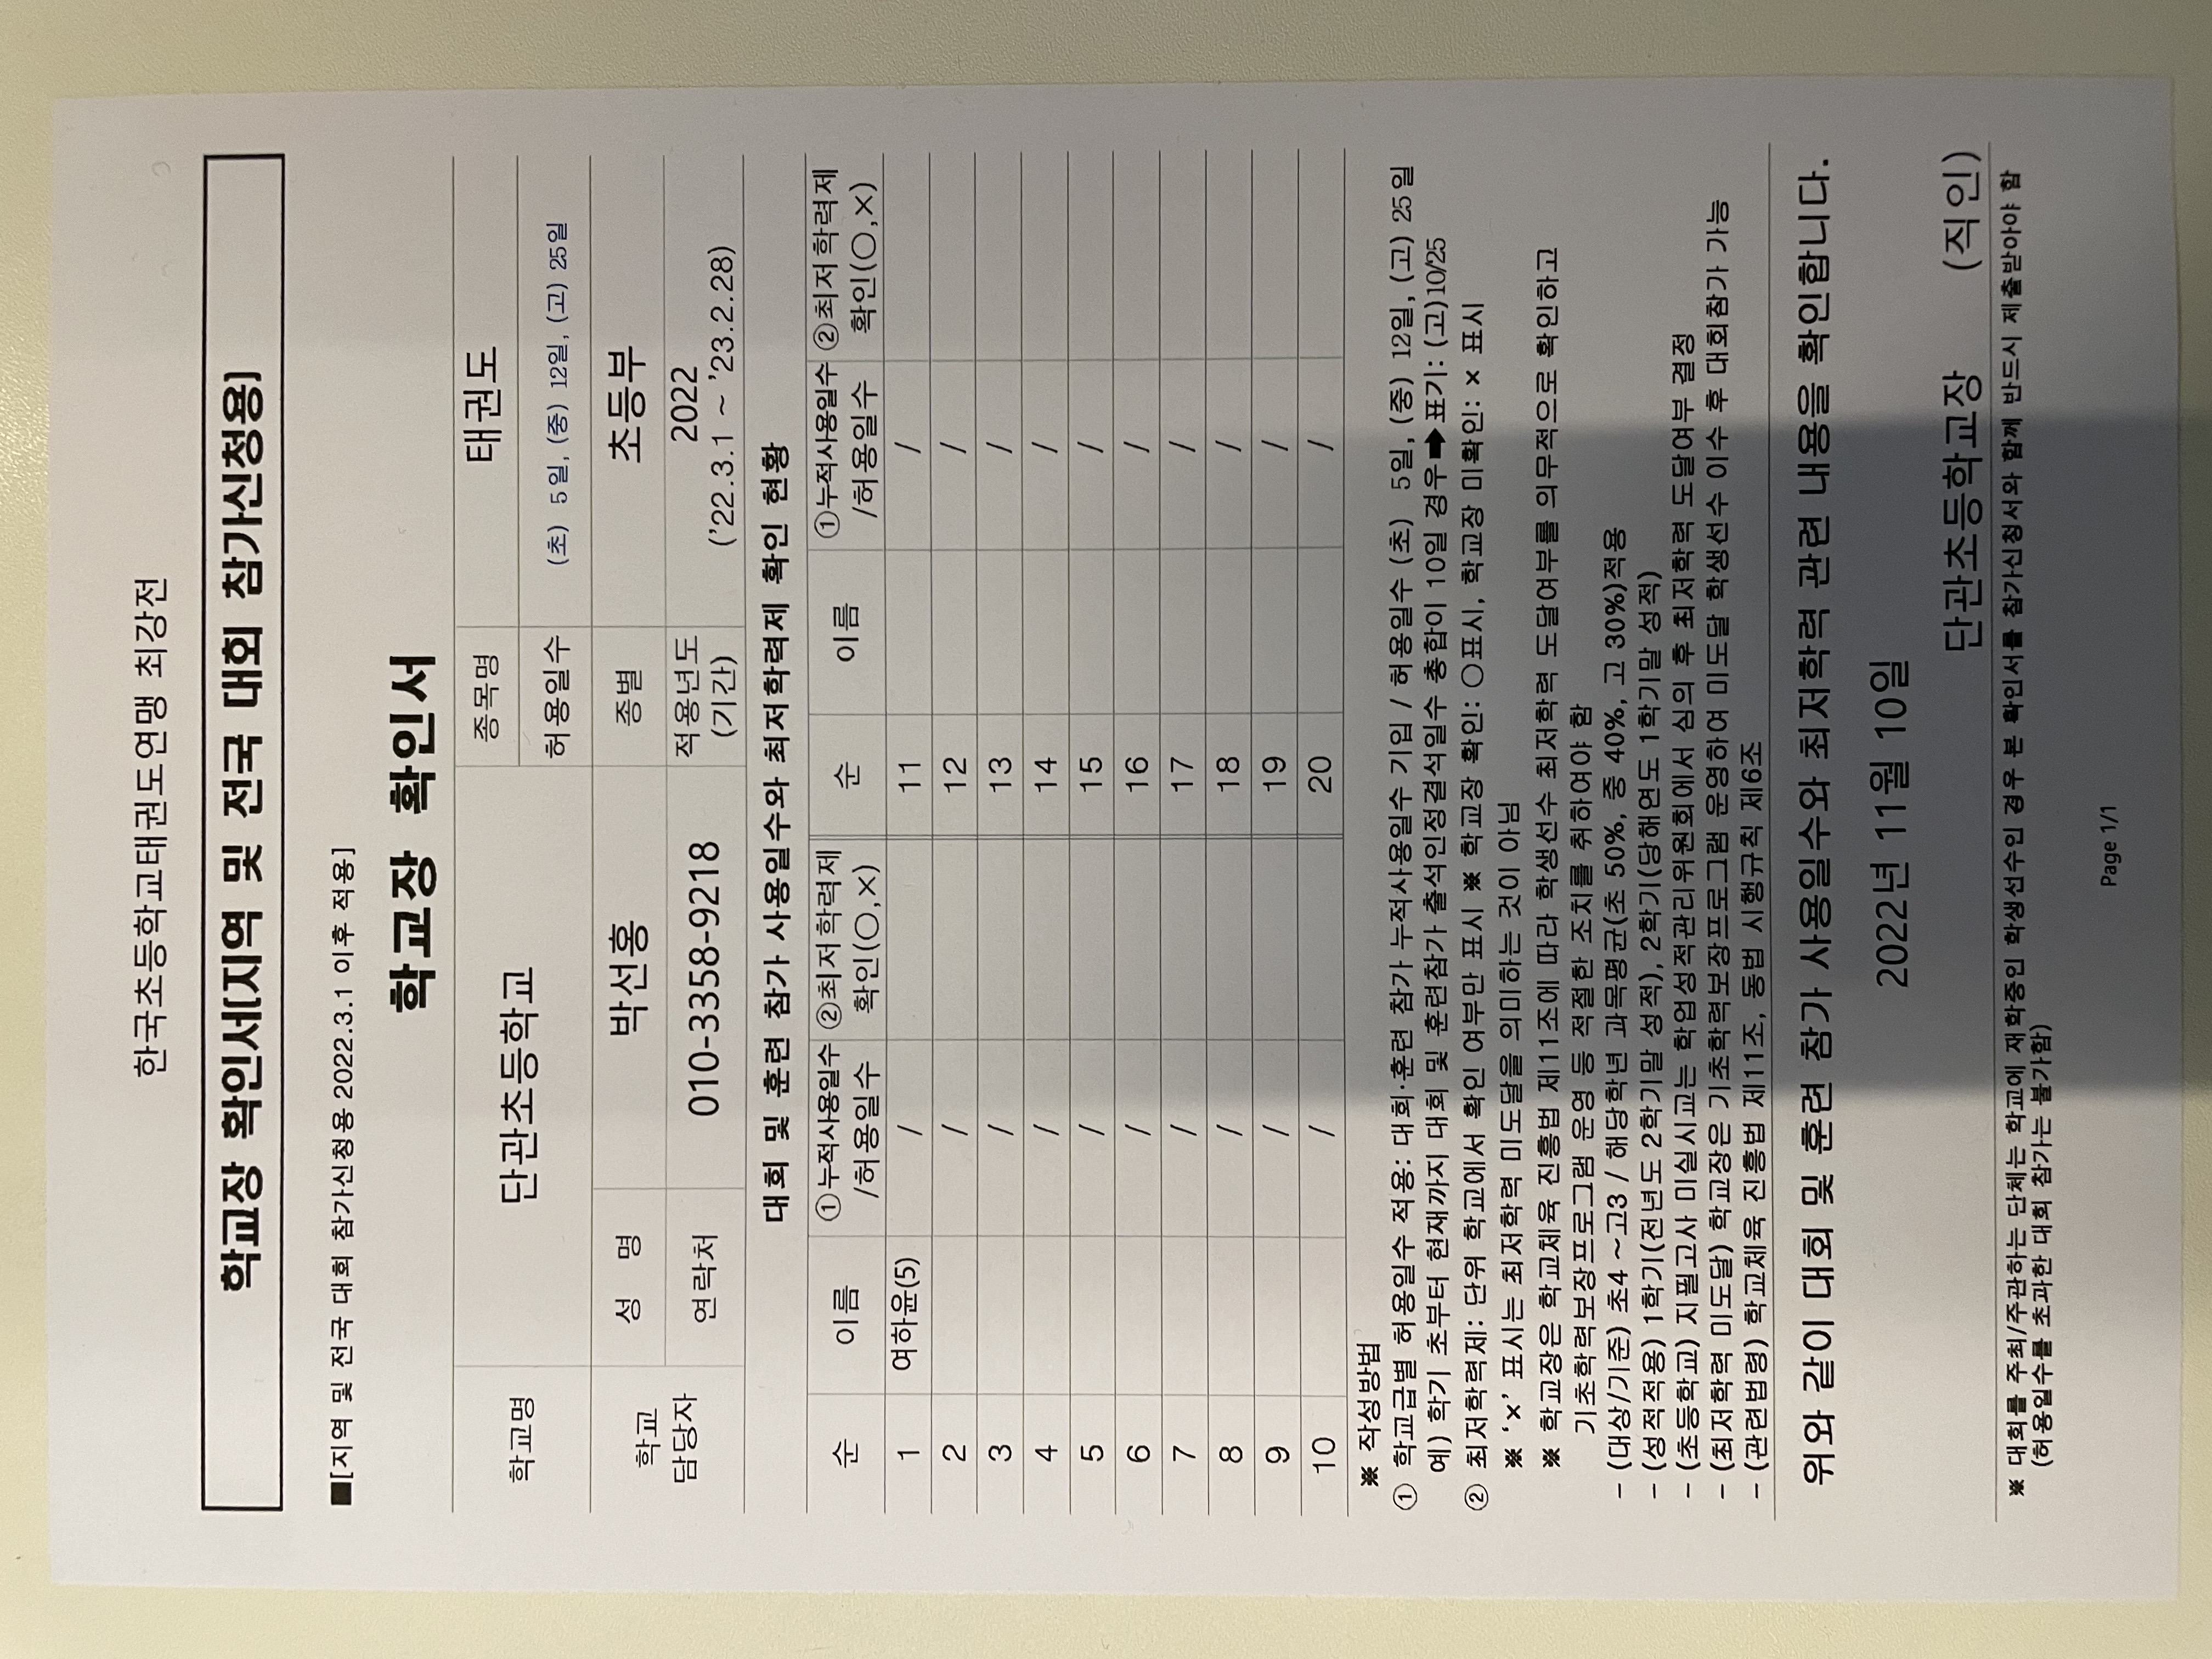 한국초등학교태권도연맹 최강전
학교장 확인서[지역 및 전국 대회 참가신청용]
■[지역 및 전국 대회 참가신청용 2022.3.1 이후 적용]
학교장 확인서
학교명 단관초등학교 종목명 태권도
허용일수 (초) 5일, (중) 12일, (고) 25일
학교 담당자 성 명 박선홍 종별 초등부
연락처 010-3358-9218 적용년도 (기간) 2022
('22.3.1 ~ '23.2.28)
대회 및 훈련 참가 사용일수와 최저학력제 확인 현황
순 이름 ①누적사용일수 /허용일수 ②최저학력제 확인(○,×) 순 이름 ①누적사용일수 /허용일수 ②최저학력제 확인(○,×)
1 여하윤(5) / 11 /
2 / 12 /
3 / 13 /
4 / 14 /
5 / 15 /
6 / 16 /
7 / 17 /
8 / 18 /
9 / 19 /
10 / 20 /
※ 작성방법
① 학교급별 허용일수 적용: 대회·훈련 참가 누적사용일수 기입 / 허용일수 (초) 5일, (중) 12일, (고) 25일
예) 학기 초부터 현재까지 대회 및 훈련참가 출석인정결석일수 총합이 10일 경우➡표기: (고)10/25
② 최저학력제: 단위 학교에서 확인 여부만 표시 ※ 학교장 확인: ○표시, 학교장 미확인: × 표시
※ '×' 표시는 최저학력 미도달을 의미하는 것이 아님
※ 학교장은 학교체육 진흥법 제11조에 따라 학생선수 최저학력 도달여부를 의무적으로 확인하고
기초학력보장프로그램 운영 등 적절한 조치를 취하여야 함
- (대상/기준) 초4 ~고3 / 해당학년 과목평균(초 50%, 중 40%, 고 30%)적용
- (성적적용) 1학기(전년도 2학기말 성적), 2학기(당해연도 1학기말 성적)
- (초등학교) 지필고사 미실시교는 학업성적관리위원회에서 심의 후 최저학력 도달여부 결정
- (최저학력 미도달) 학교장은 기초학력보장프로그램 운영하여 미도달 학생선수 이수 후 대회참가 가능
- (관련법령) 학교체육 진흥법 제11조, 동법 시행규칙 제6조
위와 같이 대회 및 훈련 참가 사용일수와 최저학력 관련 내용을 확인합니다.
2022년 11월 10일
단관초등학교장 (직인)
※ 대회를 주최/주관하는 단체는 학교에 재학중인 학생선수인 경우 본 확인서를 참가신청서와 함께 반드시 제출받아야 함
(허용일수를 초과한 대회 참가는 불가함)
Page 1/1